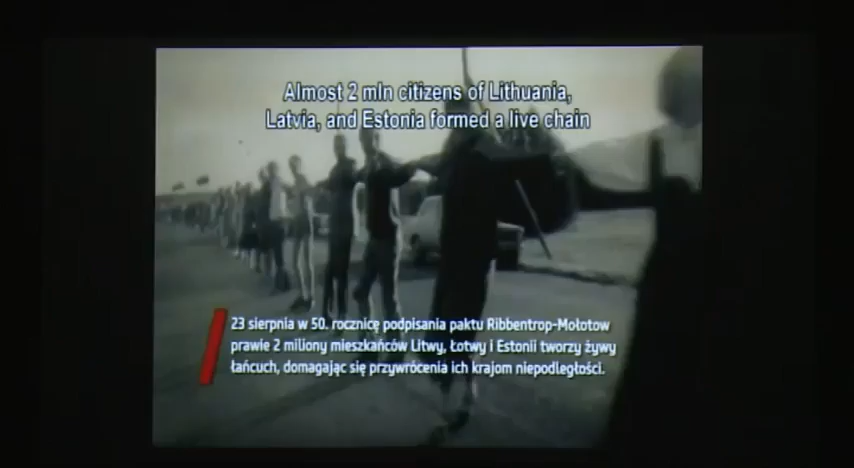 Almost 2 mln citizens of Lithuania,
Latvia, and Estonia formed a live chain
23 sierpnia w 50. rocznicę podpisania paktu Ribbentrop-Mołotow
prawie 2 miliony mieszkańców Litwy, Łotwy i Estonii tworzy żywy
łańcuch, domagając się przywrócenia ich krajom niepodległości.